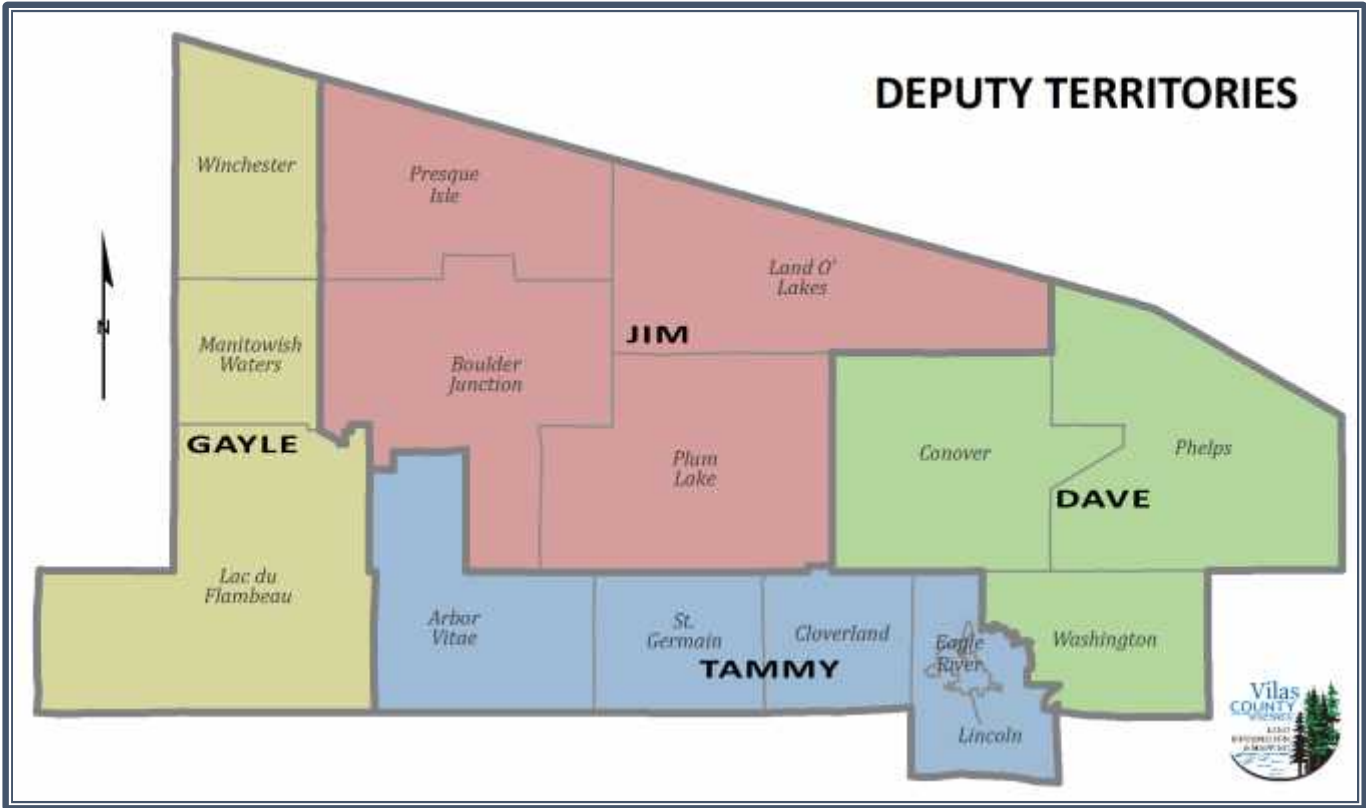 DEPUTY TERRITORIES
Winchester
Presque
Isle
Land O'
Lakes
N
JIM
Manitowish
Waters
Boulder
Junction
GAYLE
Conover
Phelps
Plum
Lake
DAVE
Lac du
Flambeau
Arbor
Vitae
St.
Germain
Cloverland
Eagle
River
Washington
TAMMY
Lincoln
Vilas
COUNTY